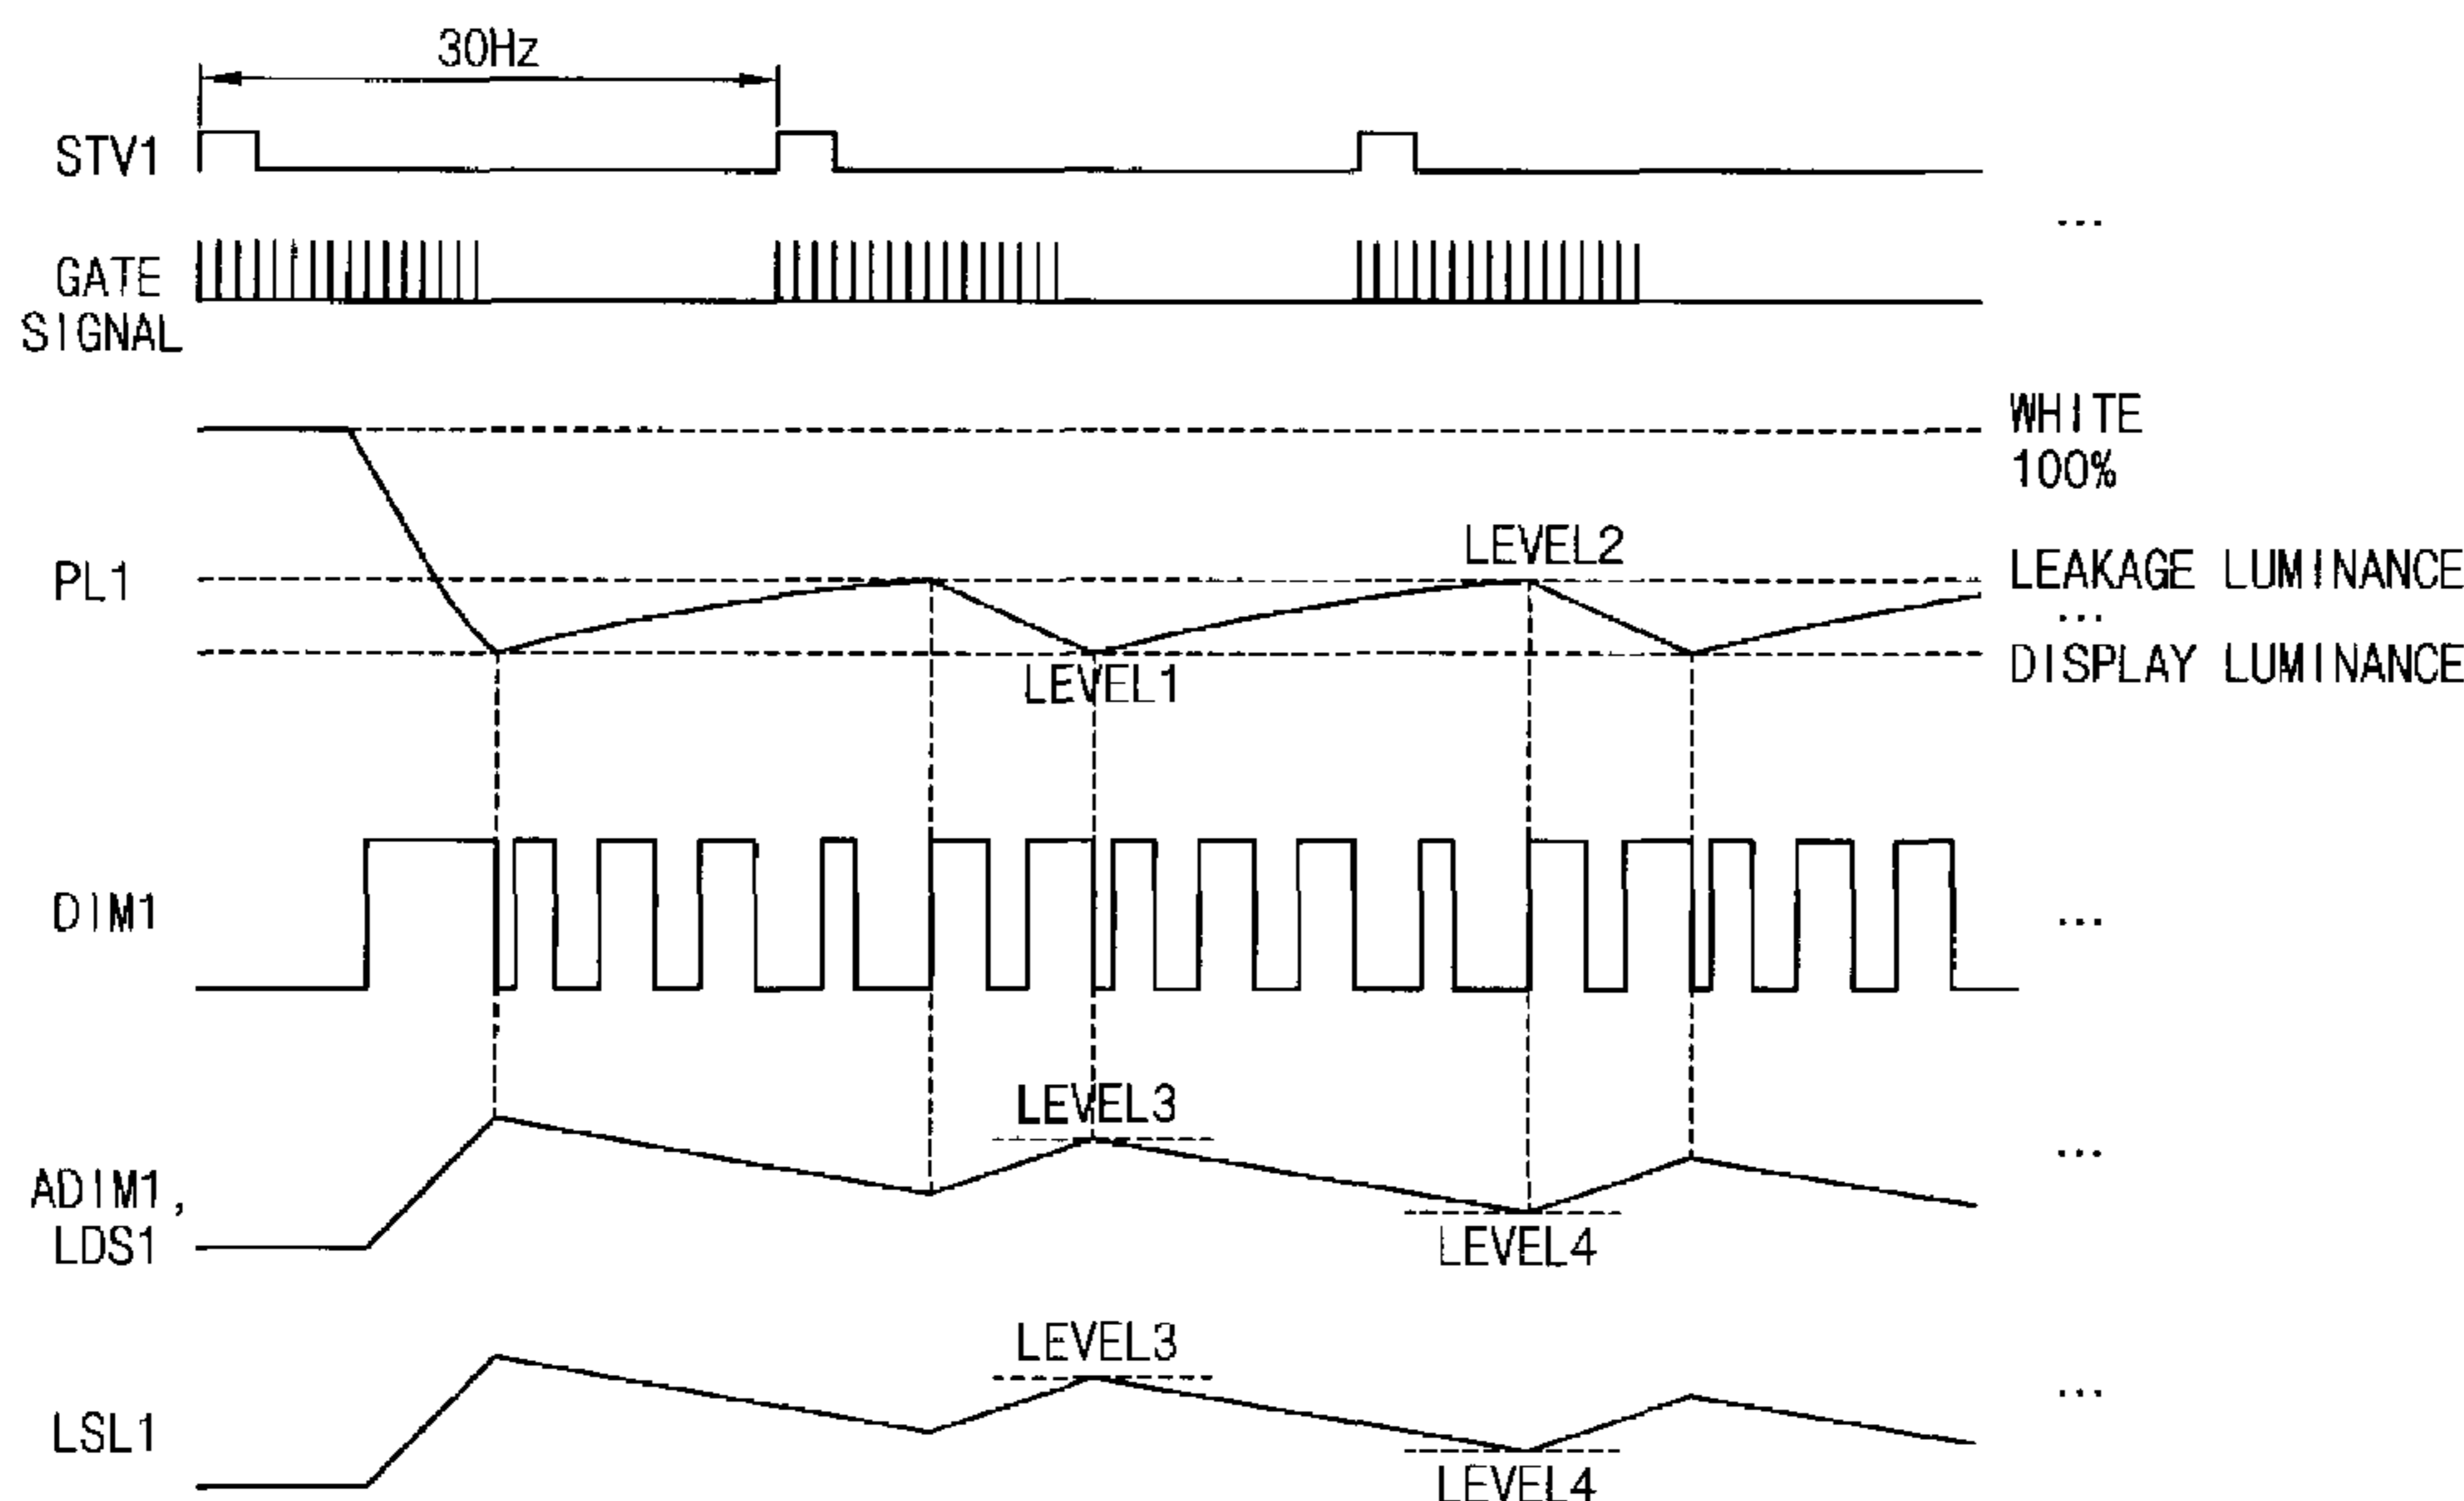 30Hz
STV1
...
GATE
SIGNAL
WHITE
100%
LEVEL2
PL1
LEAKAGE LUMINANCE
...
DISPLAY LUMINANCE
LEVEL1
DIM1
...
LEVEL3
...
ADIM1,
LDS1
LEVEL4
LEVEL3
...
LSL1
LEVEL4